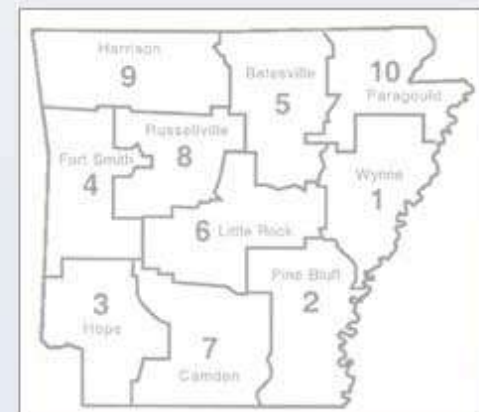 Harrison
9
Batesville
5
10
Paragould
Russellville
8
Fort Smith
4
Wynne
1
6 Little Rock
Pine Bluff
2
3
Hope
7
Camden